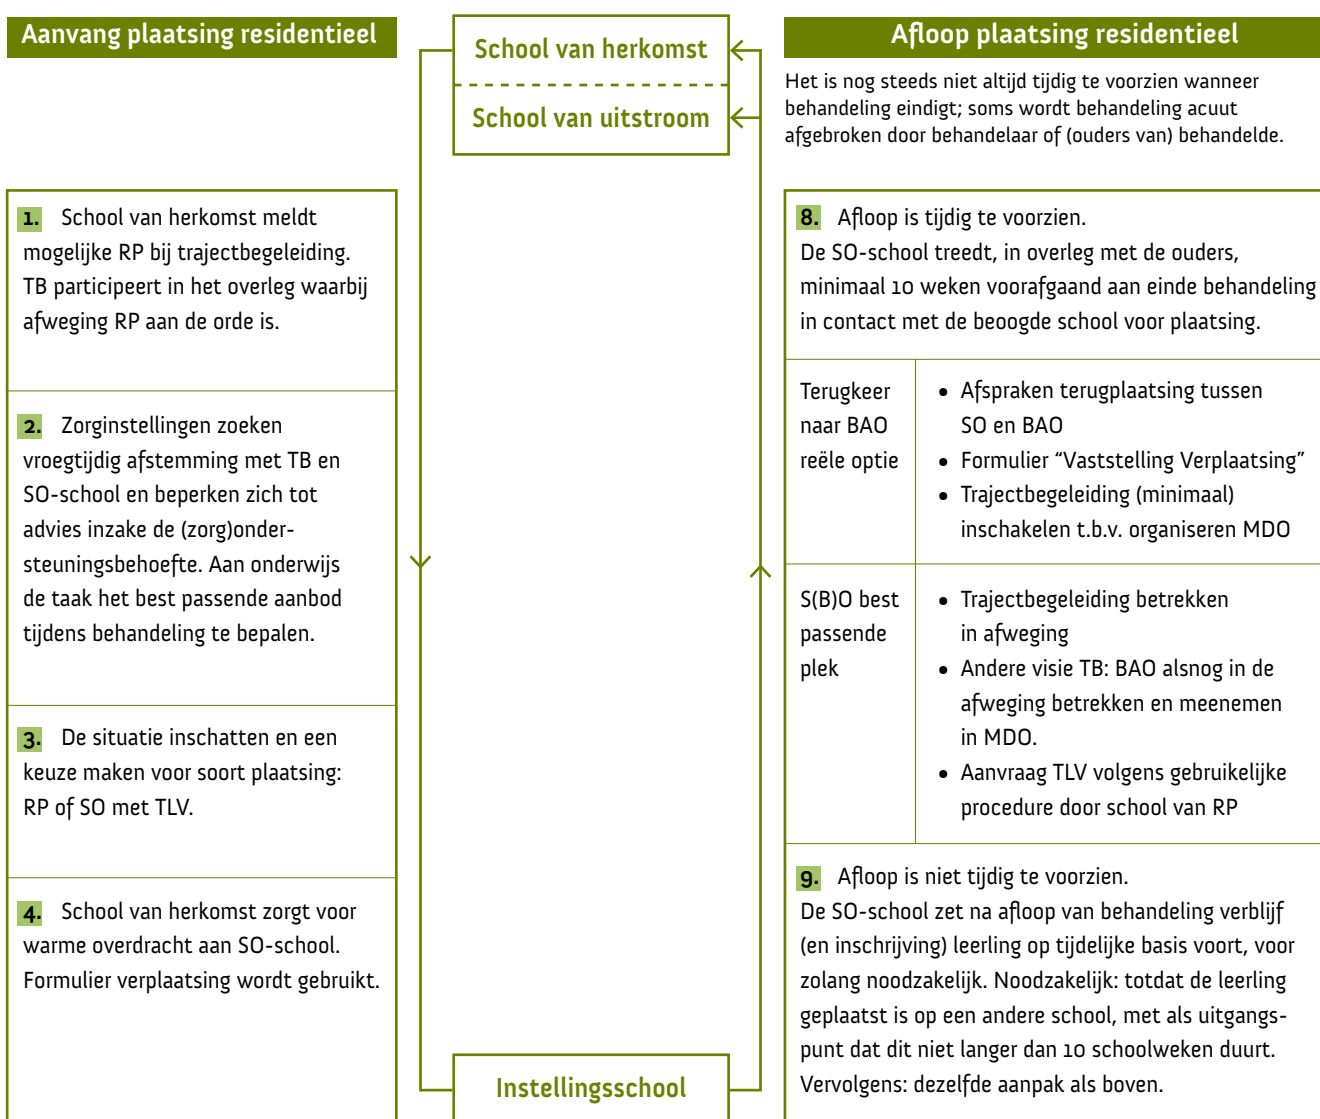 Aanvang plaatsing residentieel
School van herkomst
School van uitstroom
Afloop plaatsing residentieel
Het is nog steeds niet altijd tijdig te voorzien wanneer
behandeling eindigt; soms wordt behandeling acuut
afgebroken door behandelaar of (ouders van) behandelde.
1. School van herkomst meldt
mogelijke RP bij trajectbegeleiding.
TB participeert in het overleg waarbij
afweging RP aan de orde is.
2. Zorginstellingen zoeken
vroegtijdig afstemming met TB en
SO-school en beperken zich tot
advies inzake de (zorg)onder-
steuningsbehoefte. Aan onderwijs
de taak het best passende aanbod
tijdens behandeling te bepalen.
3. De situatie inschatten en een
keuze maken voor soort plaatsing:
RP of SO met TLV.
4. School van herkomst zorgt voor
warme overdracht aan SO-school.
Formulier verplaatsing wordt gebruikt.
Instellingsschool
8. Afloop is tijdig te voorzien.
De SO-school treedt, in overleg met de ouders,
minimaal 10 weken voorafgaand aan einde behandeling
in contact met de beoogde school voor plaatsing.
Terugkeer
naar BAO
reële optie
• Afspraken terugplaatsing tussen
SO en BAO
• Formulier “Vaststelling Verplaatsing”
• Trajectbegeleiding (minimaal)
inschakelen t.b.v. organiseren MDO
S(B)O best
passende
plek
• Trajectbegeleiding betrekken
in afweging
• Andere visie TB: BAO alsnog in de
afweging betrekken en meenemen
in MDO.
• Aanvraag TLV volgens gebruikelijke
procedure door school van RP
9. Afloop is niet tijdig te voorzien.
De SO-school zet na afloop van behandeling verblijf
(en inschrijving) leerling op tijdelijke basis voort, voor
zolang noodzakelijk. Noodzakelijk: totdat de leerling
geplaatst is op een andere school, met als uitgangs-
punt dat dit niet langer dan 10 schoolweken duurt.
Vervolgens: dezelfde aanpak als boven.